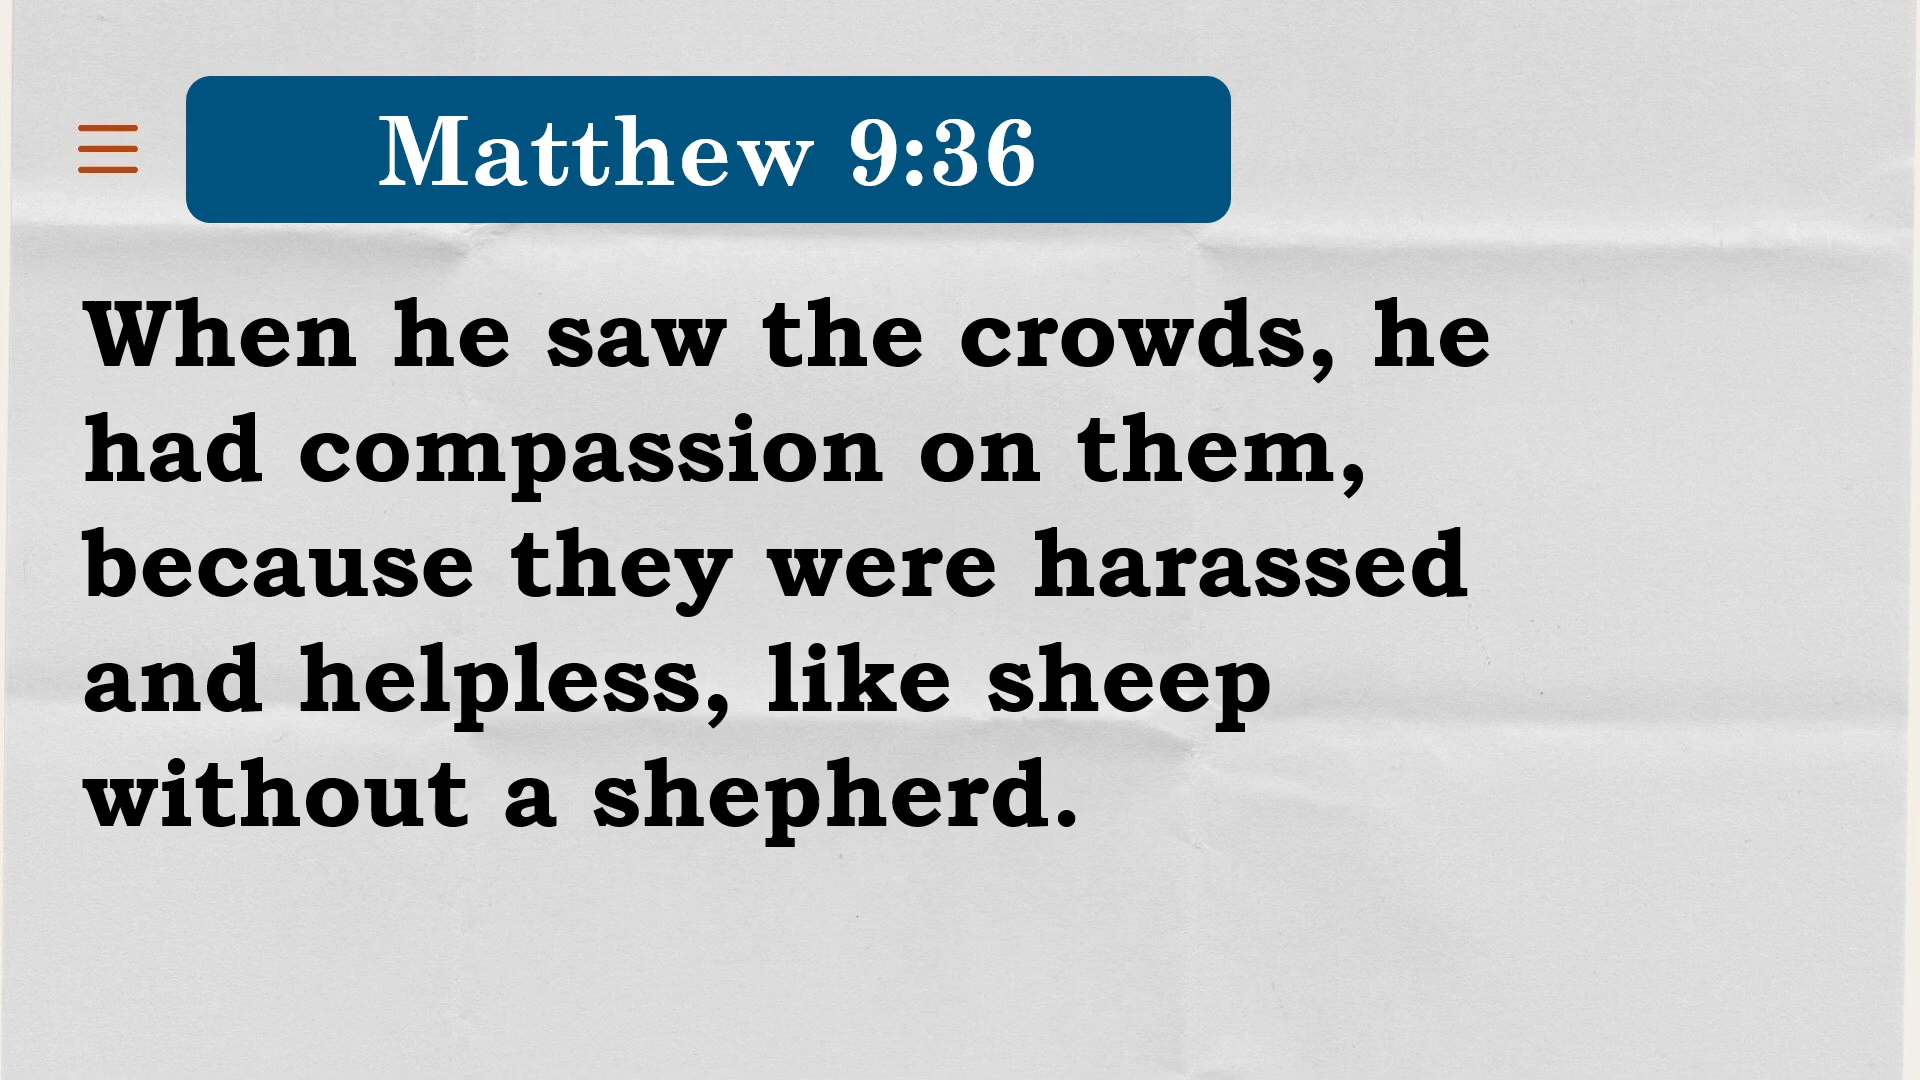 Matthew 9:36
When he saw the crowds, he
had compassion on them,
because they were harassed
and helpless, like sheep
without a shepherd.